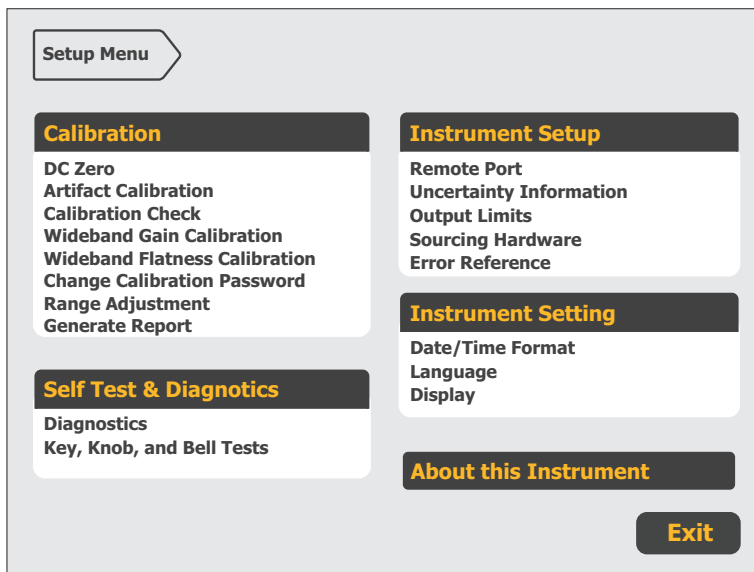 Setup Menu
Calibration
DC Zero
Artifact Calibration
Calibration Check
Wideband Gain Calibration
Wideband Flatness Calibration
Change Calibration Password
Range Adjustment
Generate Report
Self Test & Diagnotics
Diagnostics
Key, Knob, and Bell Tests
Instrument Setup
Remote Port
Uncertainty Information
Output Limits
Sourcing Hardware
Error Reference
Instrument Setting
Date/Time Format
Language
Display
About this Instrument
Exit